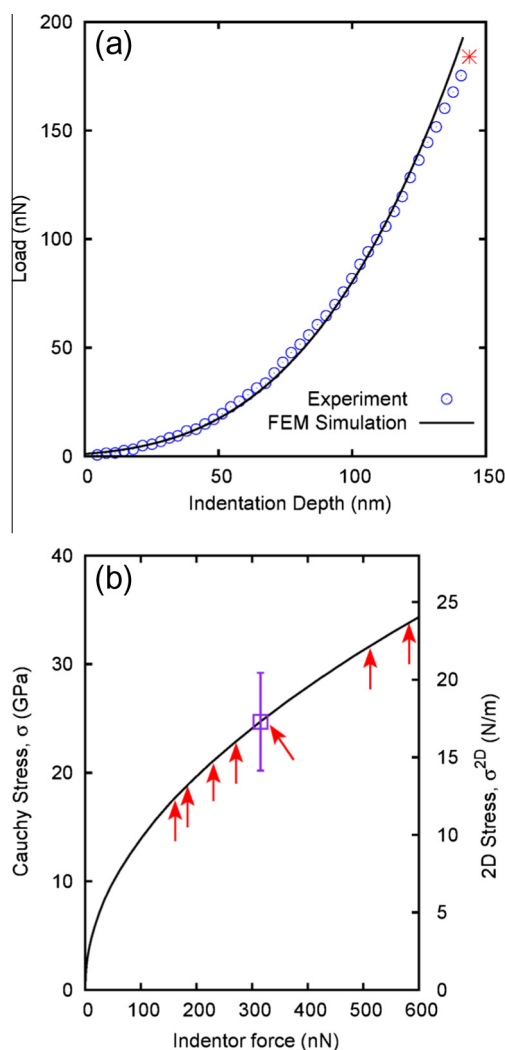 (a)
200
150
100
50
0
Load (nN)
Experiment
FEM Simulation
0 50 100 150
Indentation Depth (nm)
(b)
40
30
20
10
0
Cauchy Stress, σ (GPa)
25
20
15
10
5
0
2D Stress, σ^2D (N/m)
0 100 200 300 400 500 600
Indentor force (nN)